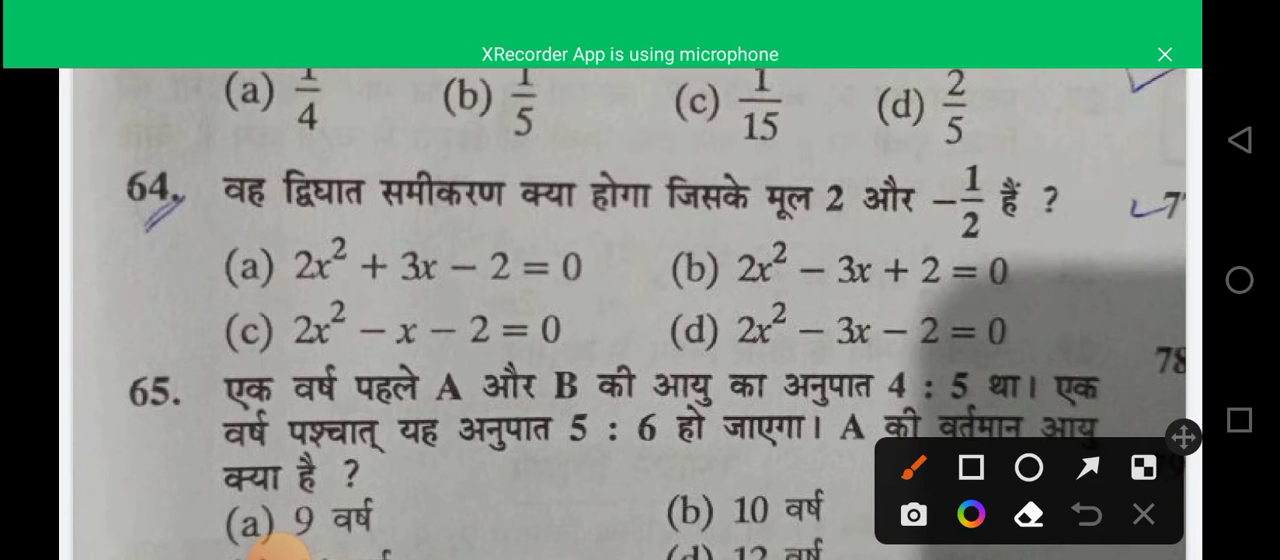 XRecorder App is using microphone
(a) 1/4 (b) 1/5 (c) 1/15 (d) 2/5
64. वह द्विघात समीकरण क्या होगा जिसके मूल 2 और -1/2 हैं ?
(a) 2x² + 3x - 2 = 0 (b) 2x² - 3x + 2 = 0
(c) 2x² - x - 2 = 0 (d) 2x² - 3x - 2 = 0
65. एक वर्ष पहले A और B की आयु का अनुपात 4 : 5 था। एक
वर्ष पश्चात् यह अनुपात 5 : 6 हो जाएगा। A की वर्तमान आयु
क्या है ?
(a) 9 वर्ष (b) 10 वर्ष
(d) 12 वर्ष
78